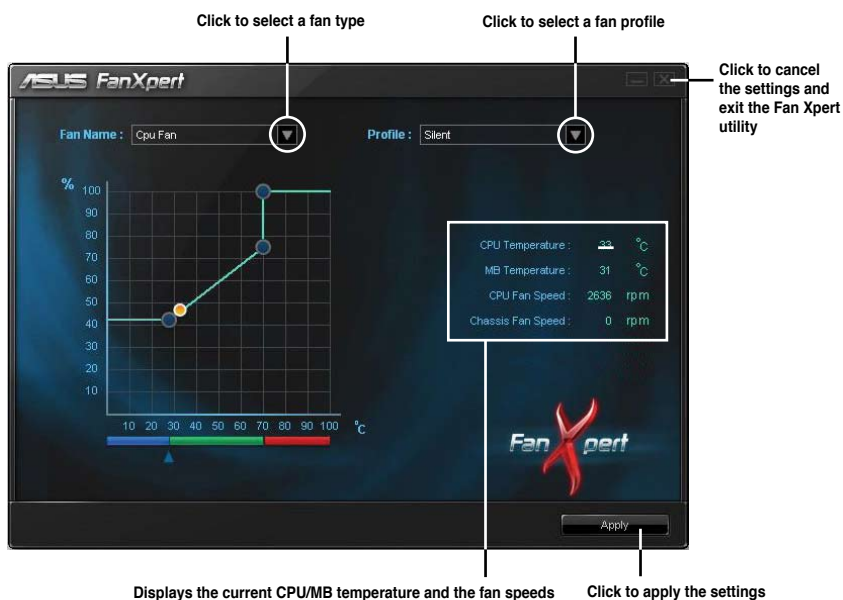 Click to select a fan type
Click to select a fan profile
Click to cancel
the settings and
exit the Fan Xpert
utility
ASUS FanXpert
Fan Name : Cpu Fan
Profile : Silent
%
100
90
80
70
60
50
40
30
20
10
10 20 30 40 50 60 70 80 90 100 °C
CPU Temperature : 33 °C
MB Temperature : 31 °C
CPU Fan Speed : 2636 rpm
Chassis Fan Speed : 0 rpm
Fan Xpert
Apply
Displays the current CPU/MB temperature and the fan speeds
Click to apply the settings